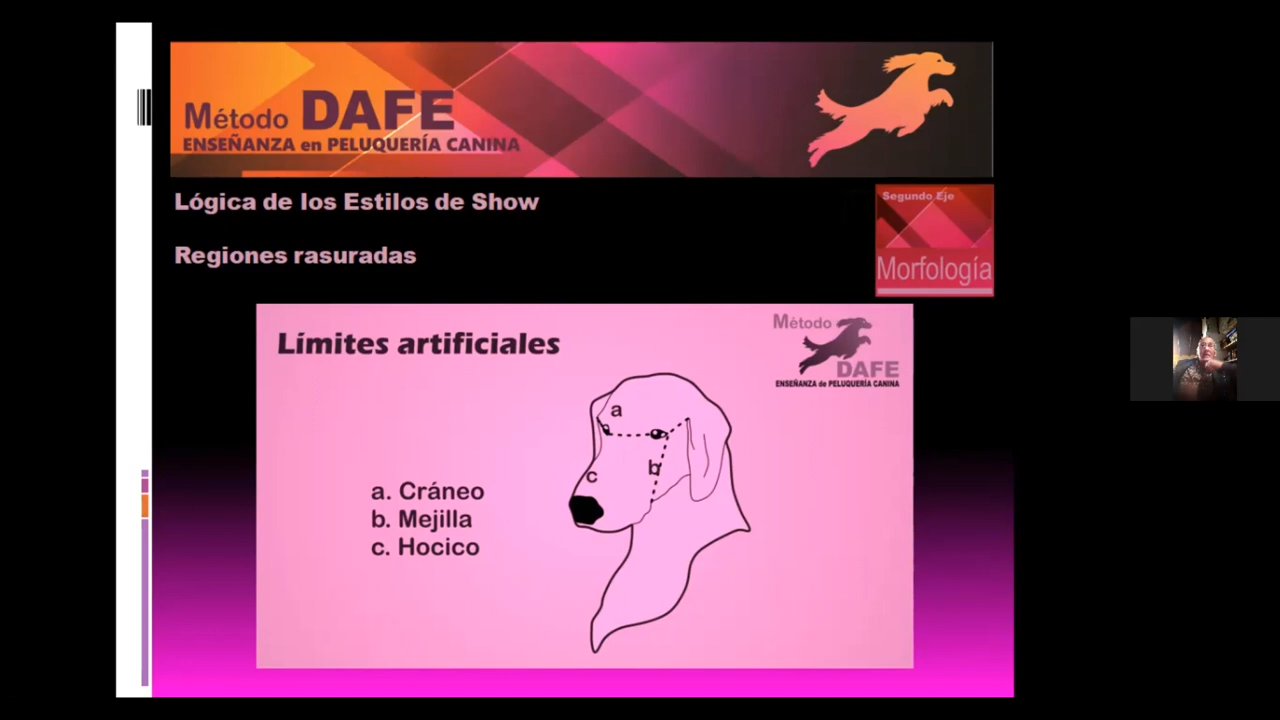 Método DAFE
ENSEÑANZA en PELUQUERÍA CANINA
Lógica de los Estilos de Show
Segundo Eje
Regiones rasuradas
Morfología
Límites artificiales
Método
DAFE
ENSEÑANZA de PELUQUERÍA CANINA
a
b
c
a. Cráneo
b. Mejilla
c. Hocico